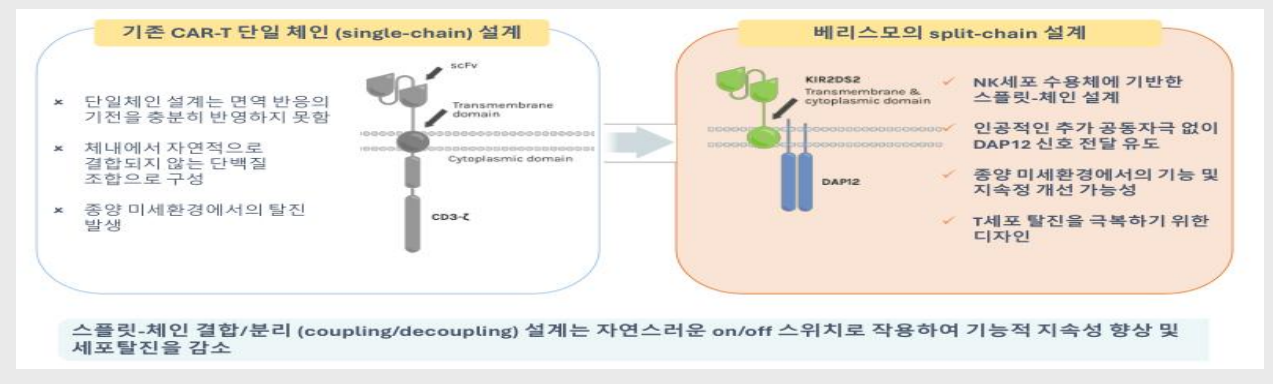 기존 CAR-T 단일 체인 (single-chain) 설계
× 단일체인 설계는 면역 반응의
기전을 충분히 반영하지 못함
× 체내에서 자연적으로
결합되지 않는 단백질
조합으로 구성
× 종양 미세환경에서의 탈진
발생
scFv
Transmembrane
domain
Cytoplasmic domain
CD3-ζ
베리스모의 split-chain 설계
KIR2DS2
Transmembrane &
cytoplasmic domain
DAP12
✓ NK세포 수용체에 기반한
스플릿-체인 설계
✓ 인공적인 추가 공동자극 없이
DAP12 신호 전달 유도
✓ 종양 미세환경에서의 기능 및
지속정 개선 가능성
✓ T세포 탈진을 극복하기 위한
디자인
스플릿-체인 결합/분리 (coupling/decoupling) 설계는 자연스러운 on/off 스위치로 작용하여 기능적 지속성 향상 및
세포탈진을 감소